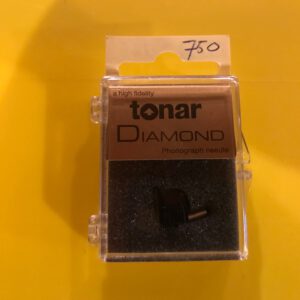 750
a high fidelity
tonar
DIAMOND
Phonograph needle